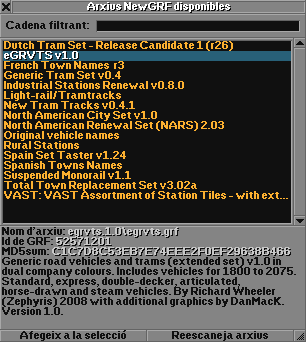 Arxius NewGRF disponibles
Cadena filtrant:
Dutch Tram Set - Release Candidate 1 (r26)
eGRVTS v1.0
French Town Names r3
Generic Tram Set v0.4
Industrial Stations Renewal v0.8.0
Light-rail/Tramtracks
New Tram Tracks v0.4.1
North American City Set v1.0
North American Renewal Set (NARS) 2.03
Original vehicle names
Rural Stations
Spain Set Taster v1.24
Spanish Towns Names
Suspended Monorail v1.1
Total Town Replacement Set v3.02a
VAST: VAST Assortment of Station Tiles - with ext...
Nom d'arxiu: egrvts.1.0\egrvts.grf
Id de GRF: 52571201
MD5sum: C1C7D8C53EB7E74EEE2F0EF29638B466
Generic road vehicles and trams (extended set) v1.0 in
dual company colours. Includes vehicles for 1800 to 2075.
Standard, express, double-decker, articulated,
horse-drawn and steam vehicles. By Richard Wheeler
(Zephyris) 2008 with additional graphics by DanMacK.
Version 1.0.
Afegeix a la selecció
Reescaneja arxius